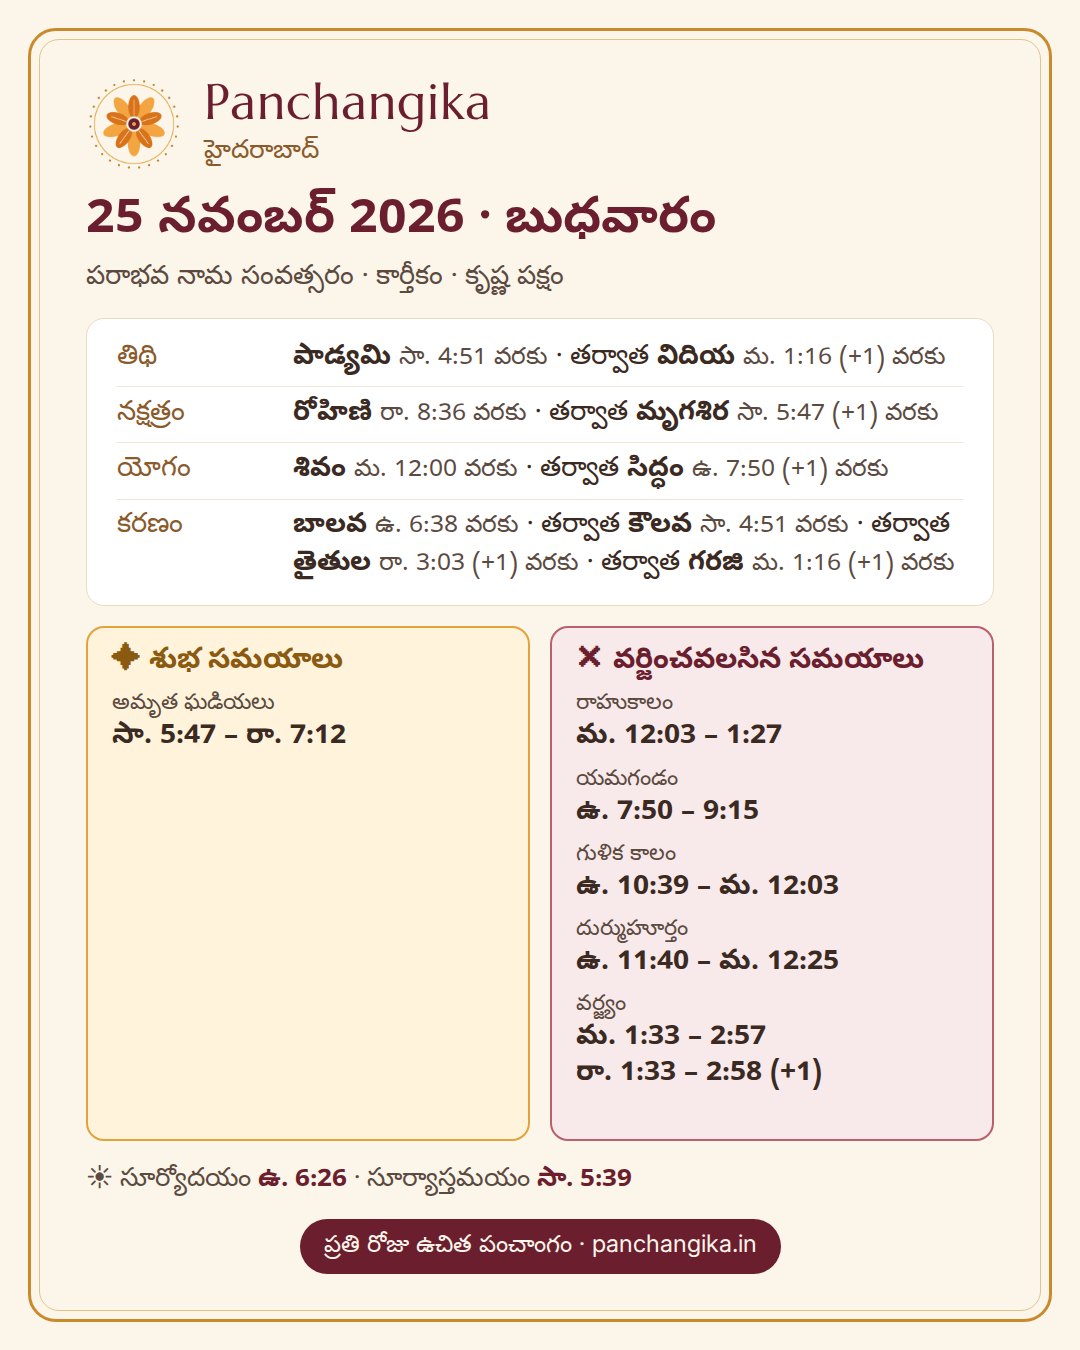 Panchangika
హైదరాబాద్
25 నవంబర్ 2026 · బుధవారం
పరాభవ నామ సంవత్సరం · కార్తీకం · కృష్ణ పక్షం
తిథి పాడ్యమి సా. 4:51 వరకు · తర్వాత విదియ మ. 1:16 (+1) వరకు
నక్షత్రం రోహిణి రా. 8:36 వరకు · తర్వాత మృగశిర సా. 5:47 (+1) వరకు
యోగం శివం మ. 12:00 వరకు · తర్వాత సిద్ధం ఉ. 7:50 (+1) వరకు
కరణం బాలవ ఉ. 6:38 వరకు · తర్వాత కౌలవ సా. 4:51 వరకు · తర్వాత
తైతుల రా. 3:03 (+1) వరకు · తర్వాత గరజి మ. 1:16 (+1) వరకు
శుభ సమయాలు
అమృత ఘడియలు
సా. 5:47 – రా. 7:12
వర్జించవలసిన సమయాలు
రాహుకాలం
మ. 12:03 – 1:27
యమగండం
ఉ. 7:50 – 9:15
గుళిక కాలం
ఉ. 10:39 – మ. 12:03
దుర్ముహూర్తం
ఉ. 11:40 – మ. 12:25
వర్జ్యం
మ. 1:33 – 2:57
రా. 1:33 – 2:58 (+1)
సూర్యోదయం ఉ. 6:26 · సూర్యాస్తమయం సా. 5:39
ప్రతి రోజు ఉచిత పంచాంగం · panchangika.in